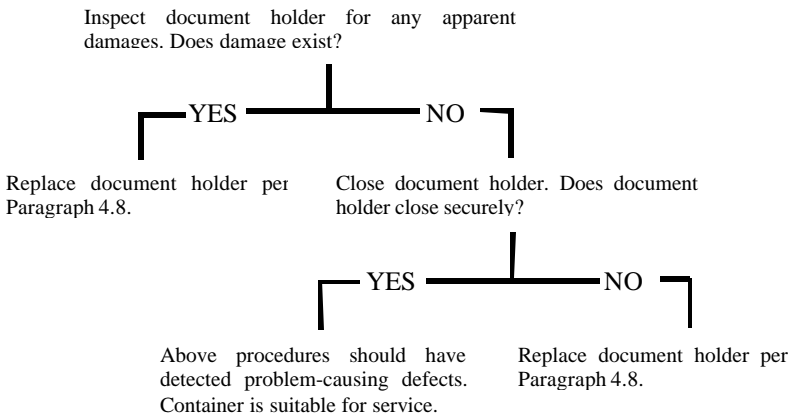 Inspect document holder for any apparent
damages. Does damage exist?
YES
NO
Replace document holder per
Paragraph 4.8.
Close document holder. Does document
holder close securely?
YES
NO
Above procedures should have
detected problem-causing defects.
Container is suitable for service.
Replace document holder per
Paragraph 4.8.